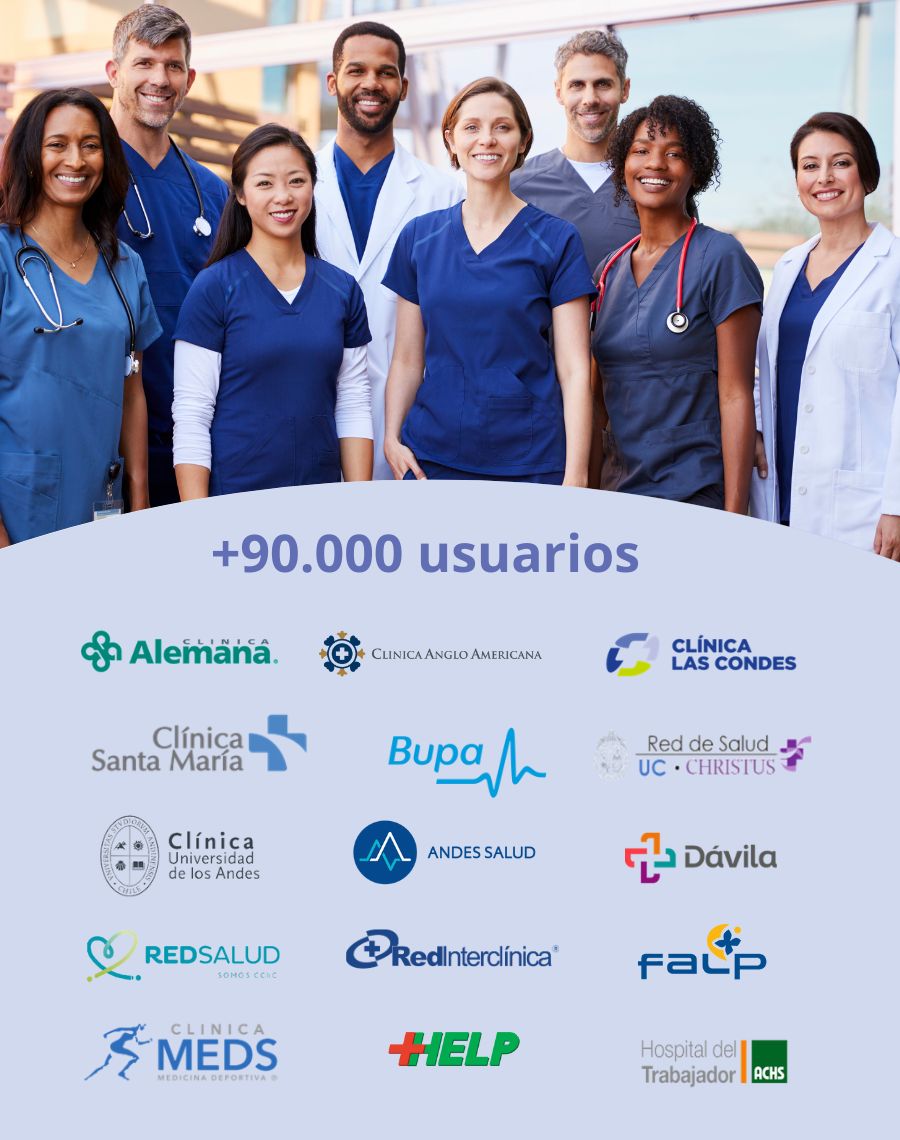 +90.000 usuarios
CLINICA
Alemana
CLINICA ANGLO AMERICANA
CLÍNICA
LAS CONDES
Clínica
Santa María
Bupa
Red de Salud
UC · CHRISTUS
Clínica
Universidad
de los Andes
ANDES SALUD
Dávila
REDSALUD
SOMOS CChC
RedInterclínica®
falp
CLINICA
MEDS
MEDICINA DEPORTIVA ®
HELP
Hospital del
Trabajador
ACHS